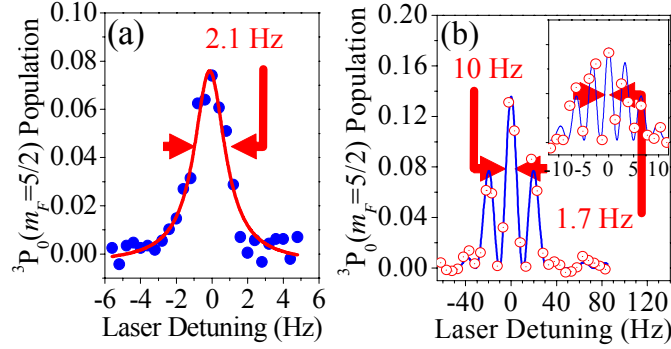 (a)
2.1 Hz
³P₀(m_F=5/2) Population
0.10
0.08
0.06
0.04
0.02
0.00
-6 -4 -2 0 2 4 6
Laser Detuning (Hz)
(b)
10 Hz
1.7 Hz
³P₀(m_F=5/2) Population
0.20
0.16
0.12
0.08
0.04
0.00
-40 0 40 80 120
Laser Detuning (Hz)
-10 -5 0 5 10